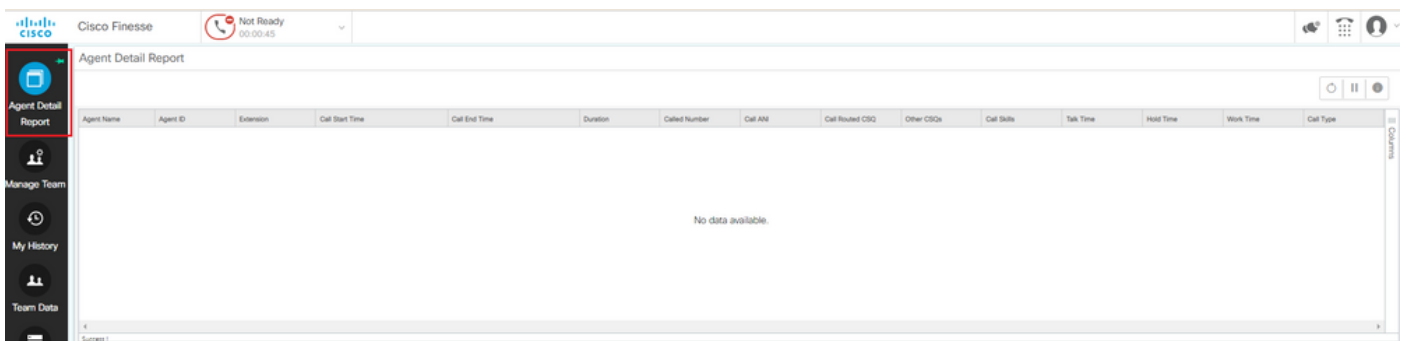 CISCO
Cisco Finesse
Not Ready
00:00:45
Agent Detail Report
Agent Detail
Report
Manage Team
My History
Team Data
Agent Name Agent ID Extension Call Start Time Call End Time Duration Called Number Call ANI Call Routed CSQ Other CSQs Call Skills Talk Time Hold Time Work Time Call Type
Columns
No data available.